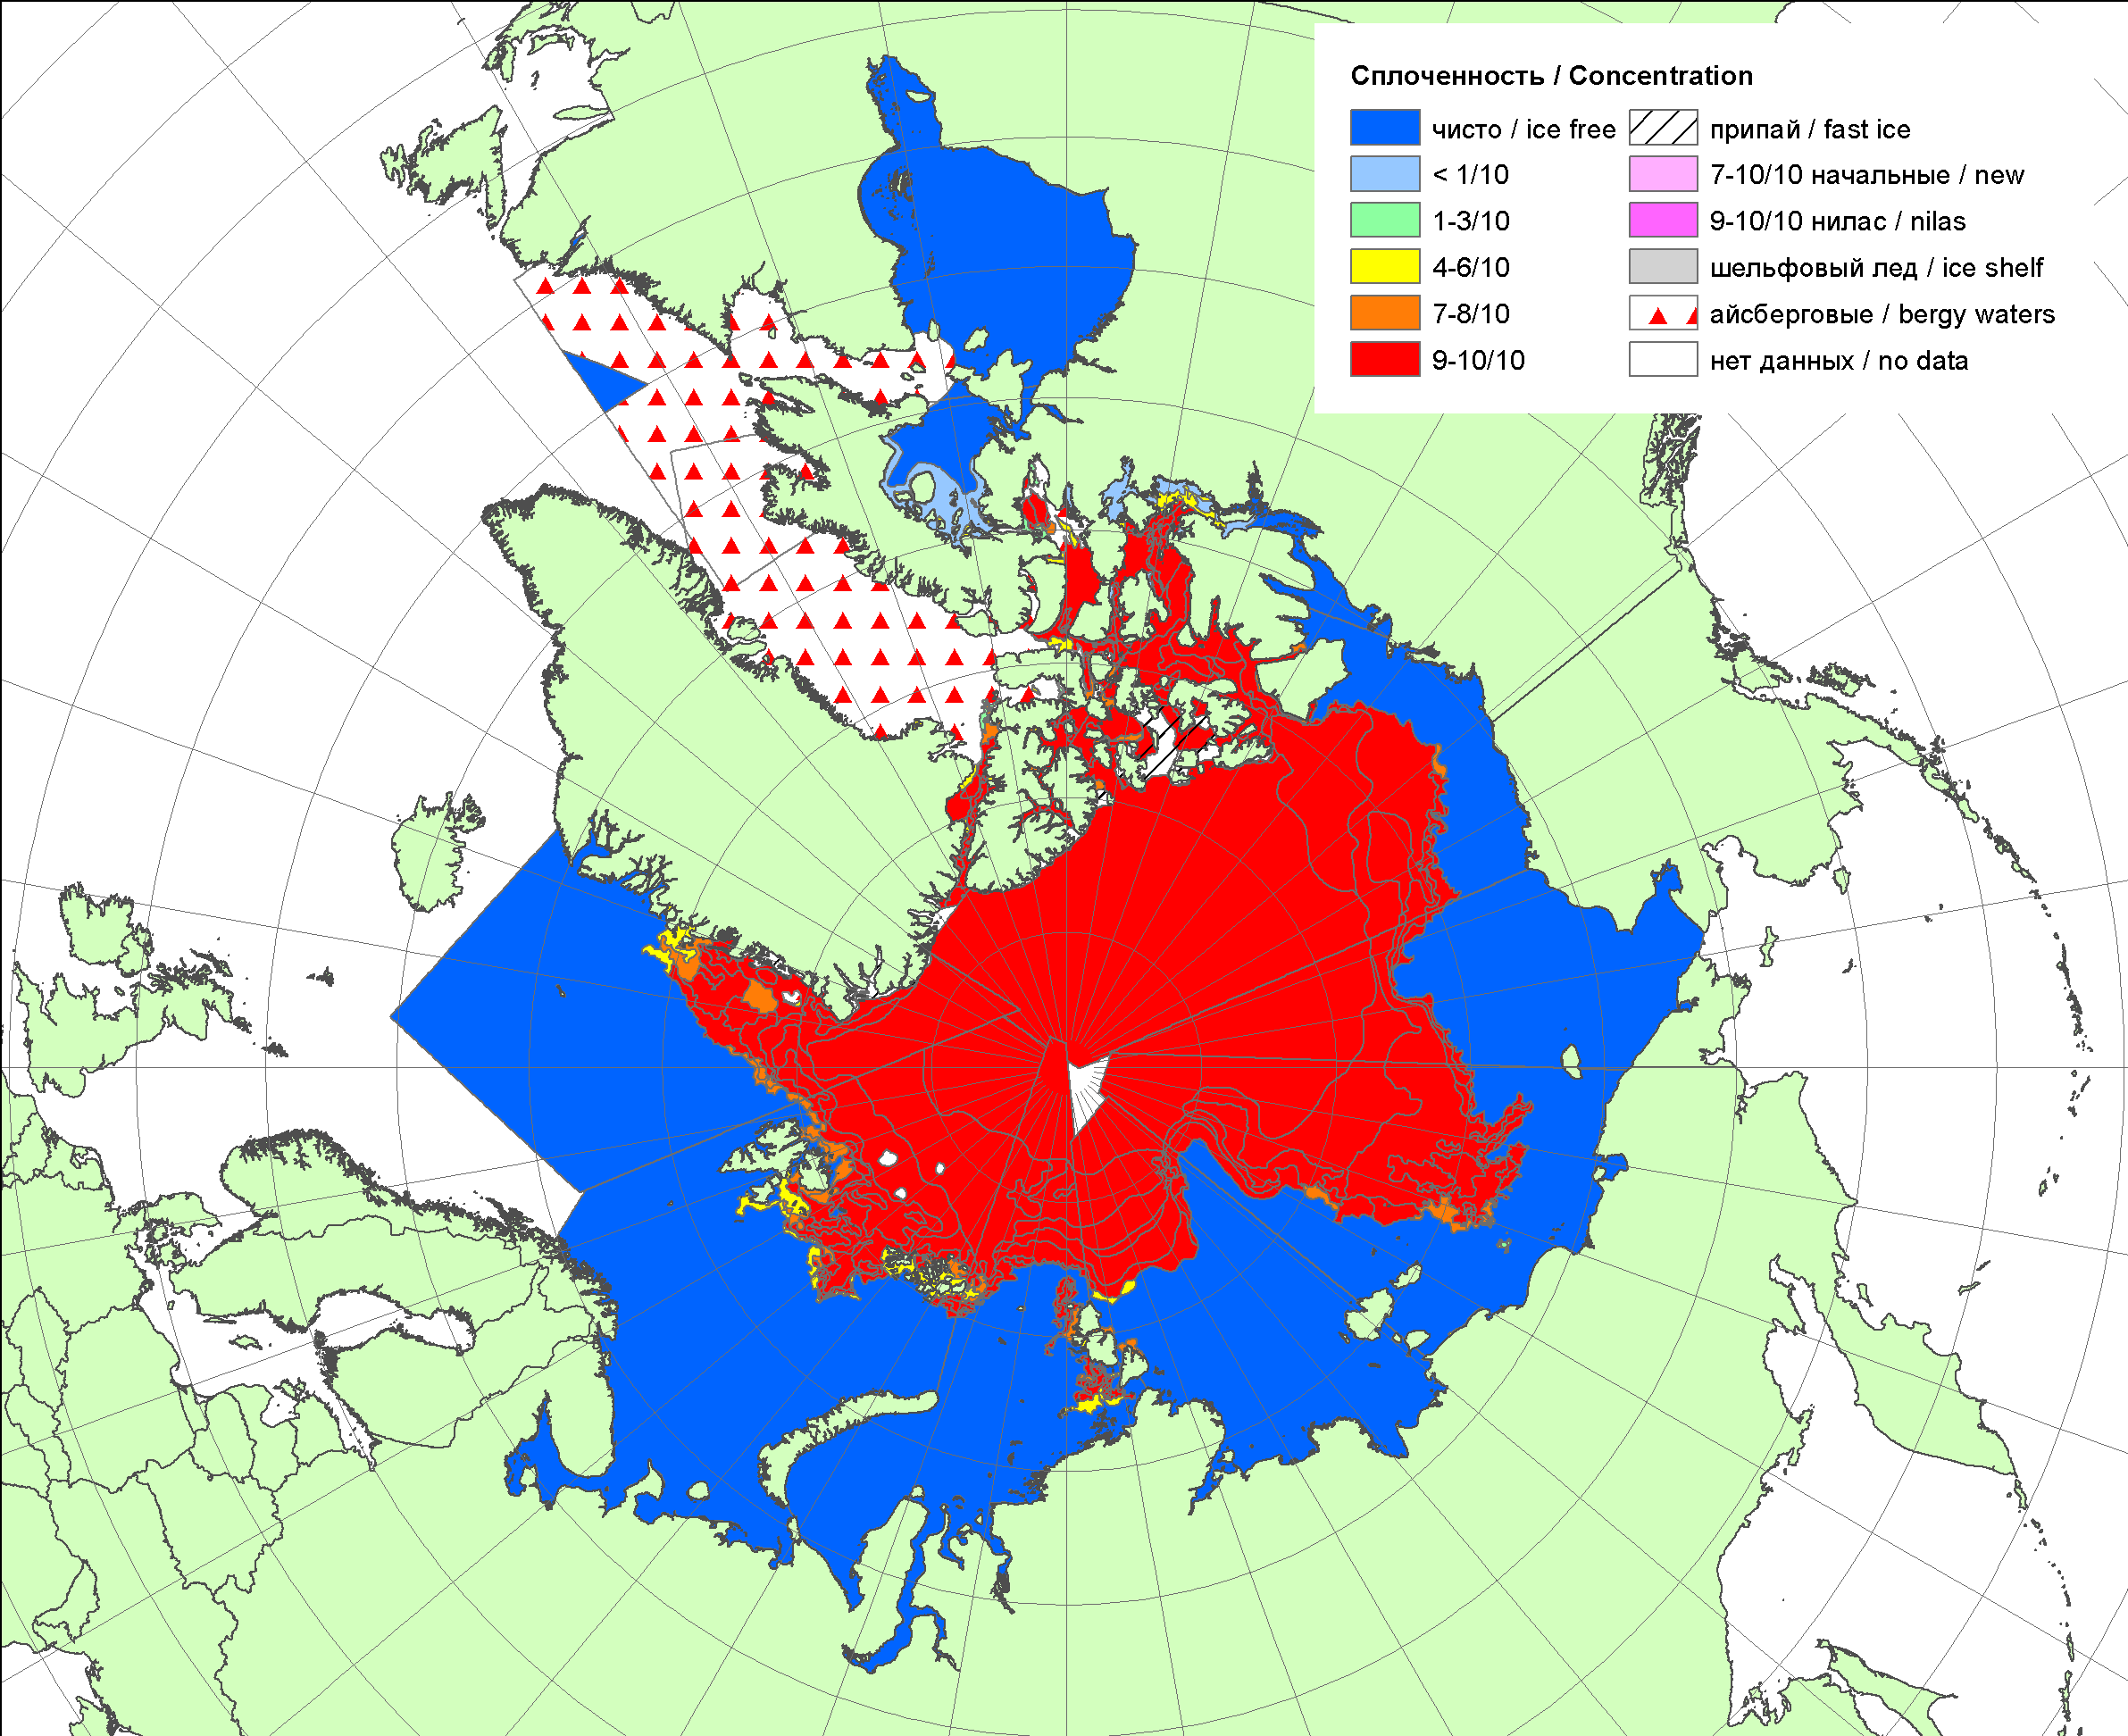 Сплоченность / Concentration
чисто / ice free
< 1/10
1-3/10
4-6/10
7-8/10
9-10/10
припай / fast ice
7-10/10 начальные / new
9-10/10 нилас / nilas
шельфовый лед / ice shelf
айсберговые / bergy waters
нет данных / no data